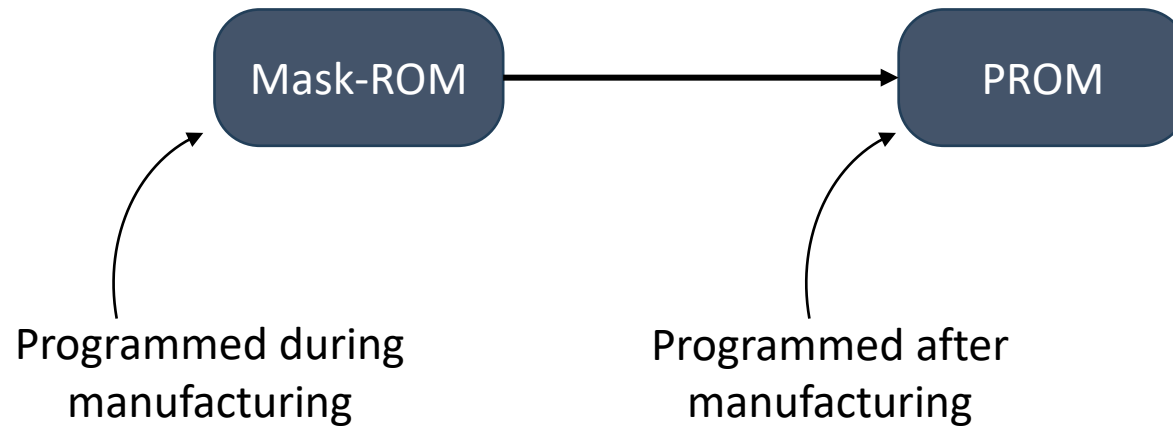 Mask-ROM
PROM
Programmed during
manufacturing
Programmed after
manufacturing